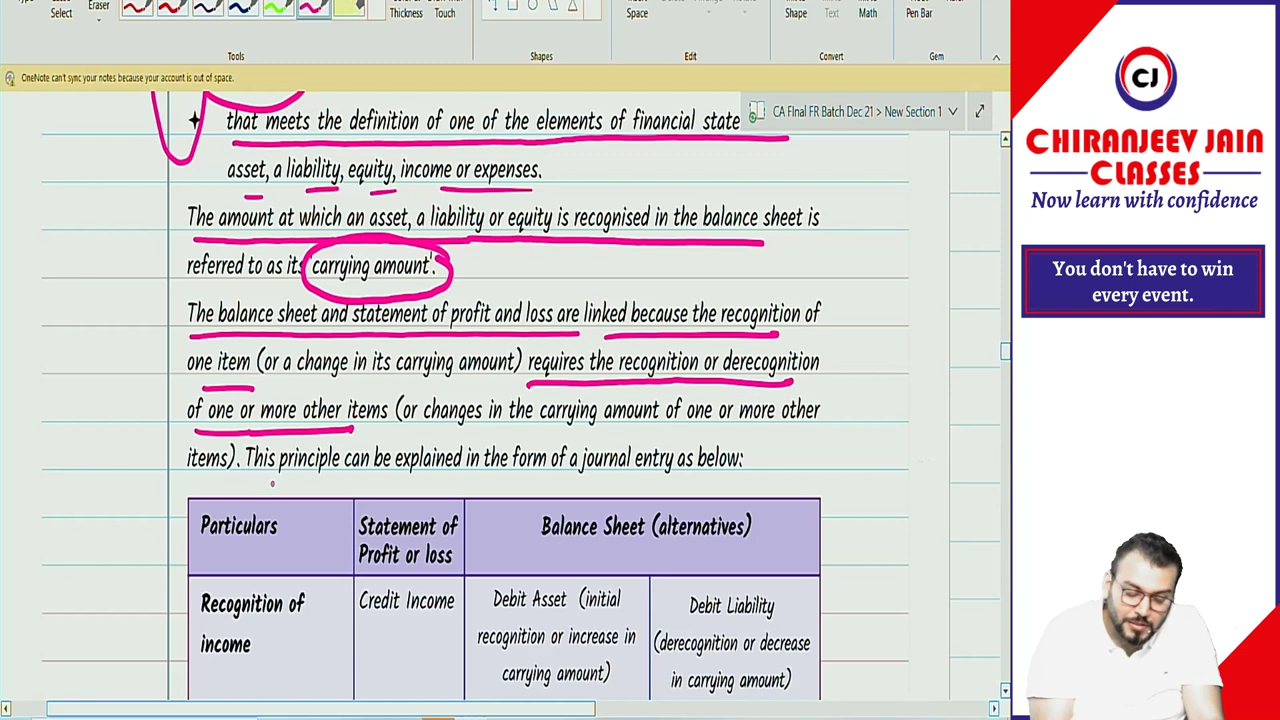 Select
Eraser
Thickness
Touch
Space
Shape
Text
Math
Pen Bar
Tools
Shapes
Edit
Convert
Gem
OneNote can't sync your notes because your account is out of space.
CA FInal FR Batch Dec 21 > New Section 1
that meets the definition of one of the elements of financial state
asset, a liability, equity, income or expenses.
The amount at which an asset, a liability or equity is recognised in the balance sheet is
referred to as its 'carrying amount'.
The balance sheet and statement of profit and loss are linked because the recognition of
one item (or a change in its carrying amount) requires the recognition or derecognition
of one or more other items (or changes in the carrying amount of one or more other
items). This principle can be explained in the form of a journal entry as below:
Particulars
Statement of
Profit or loss
Balance Sheet (alternatives)
Recognition of
income
Credit Income
Debit Asset (initial
recognition or increase in
carrying amount)
Debit Liability
(derecognition or decrease
in carrying amount)
CJ
CHIRANJEEV JAIN
CLASSES
Now learn with confidence
You don't have to win
every event.